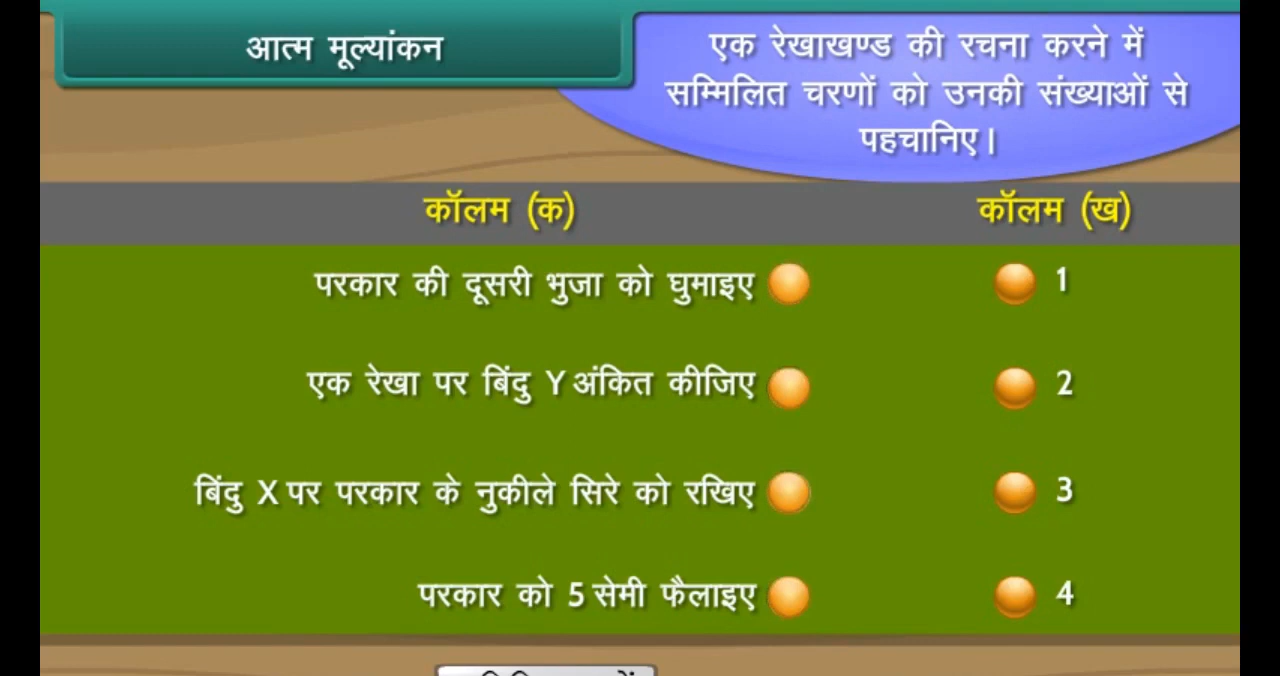 आत्म मूल्यांकन
एक रेखाखण्ड की रचना करने में
सम्मिलित चरणों को उनकी संख्याओं से
पहचानिए।
कॉलम (क) कॉलम (ख)
परकार की दूसरी भुजा को घुमाइए 1
एक रेखा पर बिंदु Y अंकित कीजिए 2
बिंदु X पर परकार के नुकीले सिरे को रखिए 3
परकार को 5 सेमी फैलाइए 4